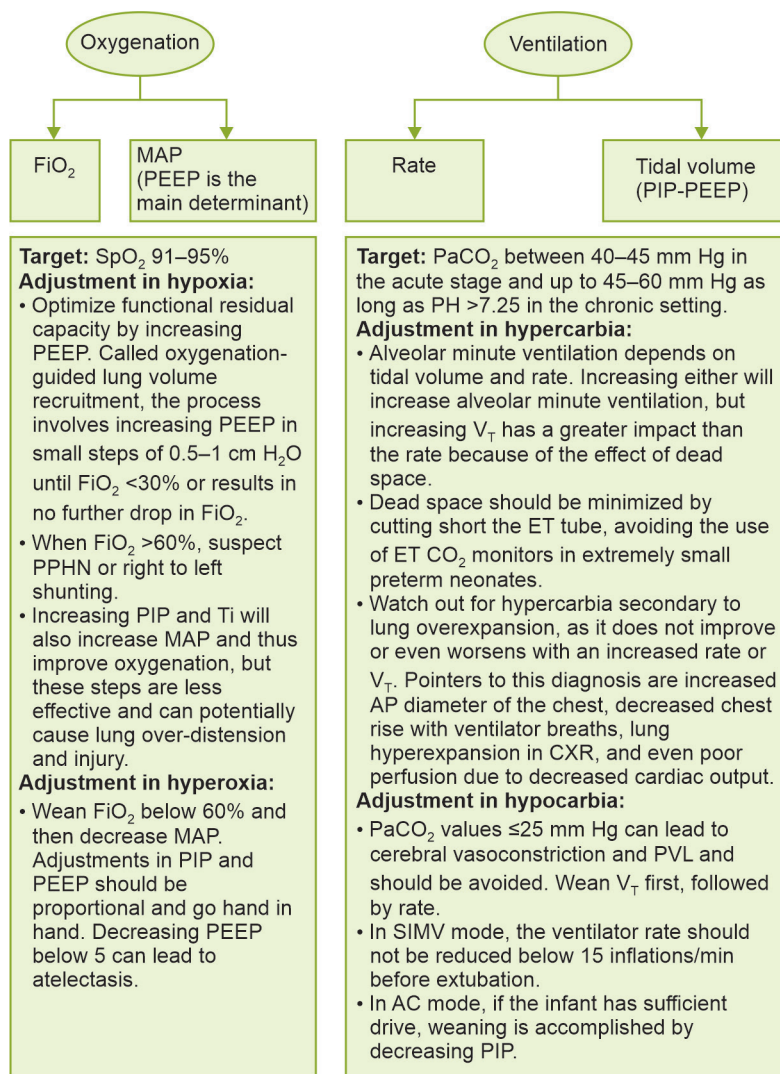 Oxygenation
Ventilation
FiO₂
MAP
(PEEP is the
main determinant)
Rate
Tidal volume
(PIP-PEEP)
Target: SpO₂ 91–95%
Adjustment in hypoxia:
• Optimize functional residual
capacity by increasing
PEEP. Called oxygenation-
guided lung volume
recruitment, the process
involves increasing PEEP in
small steps of 0.5–1 cm H₂O
until FiO₂ <30% or results in
no further drop in FiO₂.
• When FiO₂ >60%, suspect
PPHN or right to left
shunting.
• Increasing PIP and Ti will
also increase MAP and thus
improve oxygenation, but
these steps are less
effective and can potentially
cause lung over-distension
and injury.
Adjustment in hyperoxia:
• Wean FiO₂ below 60% and
then decrease MAP.
Adjustments in PIP and
PEEP should be
proportional and go hand in
hand. Decreasing PEEP
below 5 can lead to
atelectasis.
Target: PaCO₂ between 40–45 mm Hg in
the acute stage and up to 45–60 mm Hg as
long as PH >7.25 in the chronic setting.
Adjustment in hypercarbia:
• Alveolar minute ventilation depends on
tidal volume and rate. Increasing either will
increase alveolar minute ventilation, but
increasing V_T has a greater impact than
the rate because of the effect of dead
space.
• Dead space should be minimized by
cutting short the ET tube, avoiding the use
of ET CO₂ monitors in extremely small
preterm neonates.
• Watch out for hypercarbia secondary to
lung overexpansion, as it does not improve
or even worsens with an increased rate or
V_T. Pointers to this diagnosis are increased
AP diameter of the chest, decreased chest
rise with ventilator breaths, lung
hyperexpansion in CXR, and even poor
perfusion due to decreased cardiac output.
Adjustment in hypocarbia:
• PaCO₂ values ≤25 mm Hg can lead to
cerebral vasoconstriction and PVL and
should be avoided. Wean V_T first, followed
by rate.
• In SIMV mode, the ventilator rate should
not be reduced below 15 inflations/min
before extubation.
• In AC mode, if the infant has sufficient
drive, weaning is accomplished by
decreasing PIP.